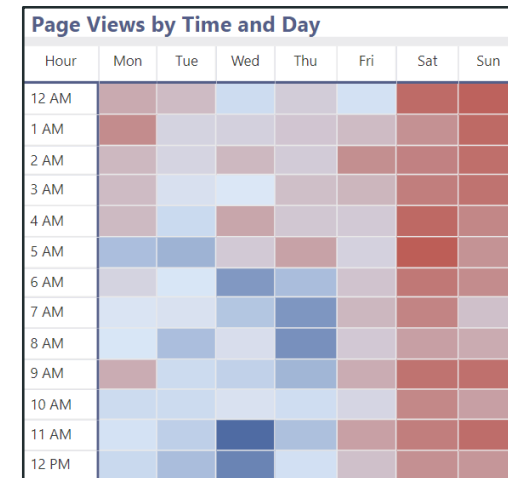 Page Views by Time and Day
Hour Mon Tue Wed Thu Fri Sat Sun
12 AM
1 AM
2 AM
3 AM
4 AM
5 AM
6 AM
7 AM
8 AM
9 AM
10 AM
11 AM
12 PM